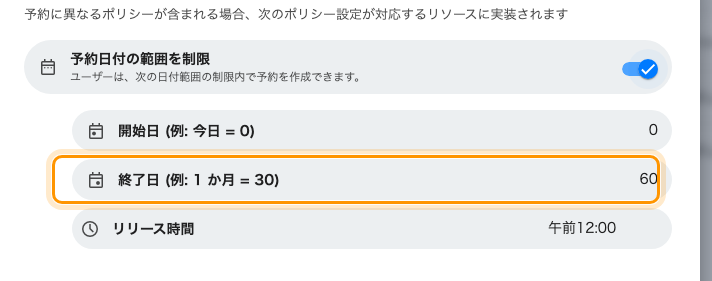 予約に異なるポリシーが含まれる場合、次のポリシー設定が対応するリソースに実装されます
予約日付の範囲を制限
ユーザーは、次の日付範囲の制限内で予約を作成できます。
開始日 (例: 今日 = 0) 0
終了日 (例: 1 か月 = 30) 60
リリース時間 午前12:00